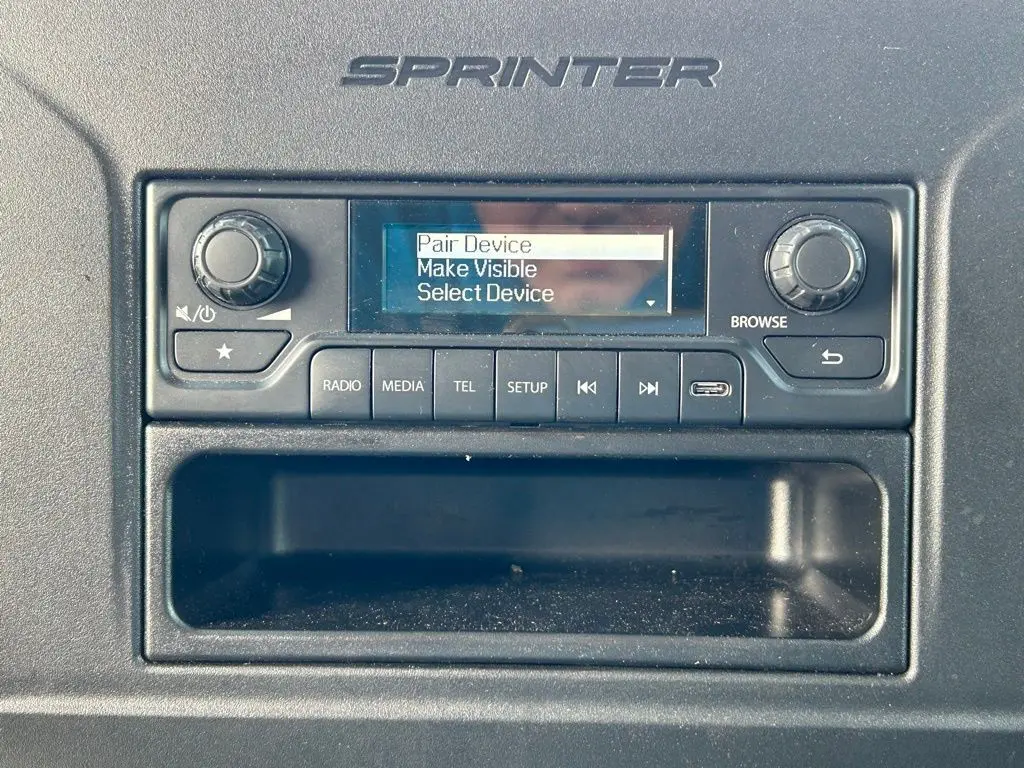 SPRINTER
Pair Device
Make Visible
Select Device
BROWSE
RADIO
MEDIA
TEL
SETUP